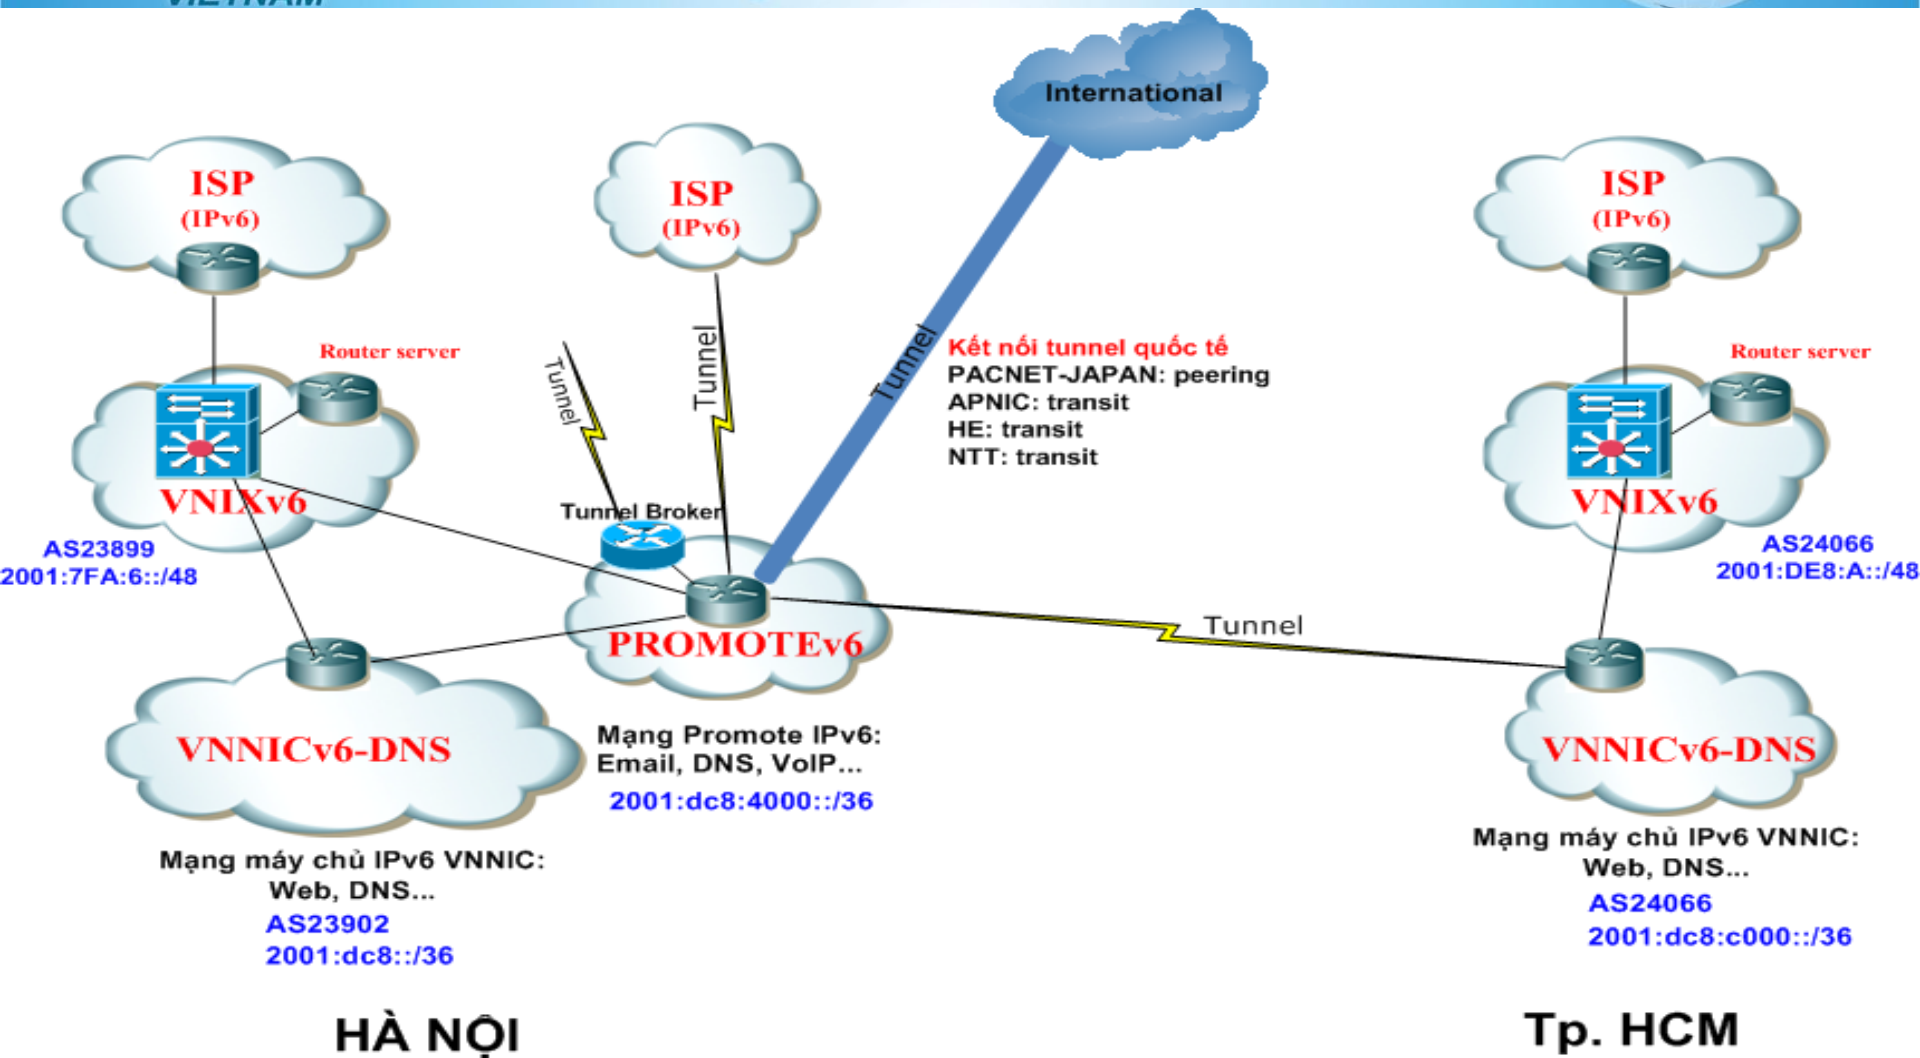 VIETNAM
International
ISP
(IPv6)
ISP
(IPv6)
ISP
(IPv6)
Router server
Tunnel
Tunnel
Tunnel
Kết nối tunnel quốc tế
PACNET-JAPAN: peering
APNIC: transit
HE: transit
NTT: transit
Router server
VNIXv6
AS23899
2001:7FA:6::/48
Tunnel Broker
VNIXv6
AS24066
2001:DE8:A::/48
PROMOTEv6
Tunnel
VNNICv6-DNS
Mạng Promote IPv6:
Email, DNS, VoIP...
2001:dc8:4000::/36
VNNICv6-DNS
Mạng máy chủ IPv6 VNNIC:
Web, DNS...
AS23902
2001:dc8::/36
Mạng máy chủ IPv6 VNNIC:
Web, DNS...
AS24066
2001:dc8:c000::/36
HÀ NỘI
Tp. HCM